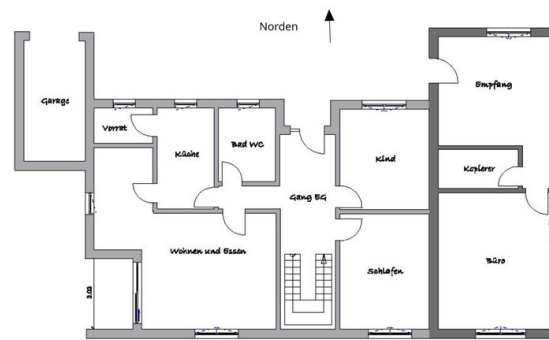 Norden
Empfang
Garage
Vorrat
Küche
Bad WC
Kind
Kopierer
Gang EG
Wohnen und Essen
Büro
Schlafen
3.03